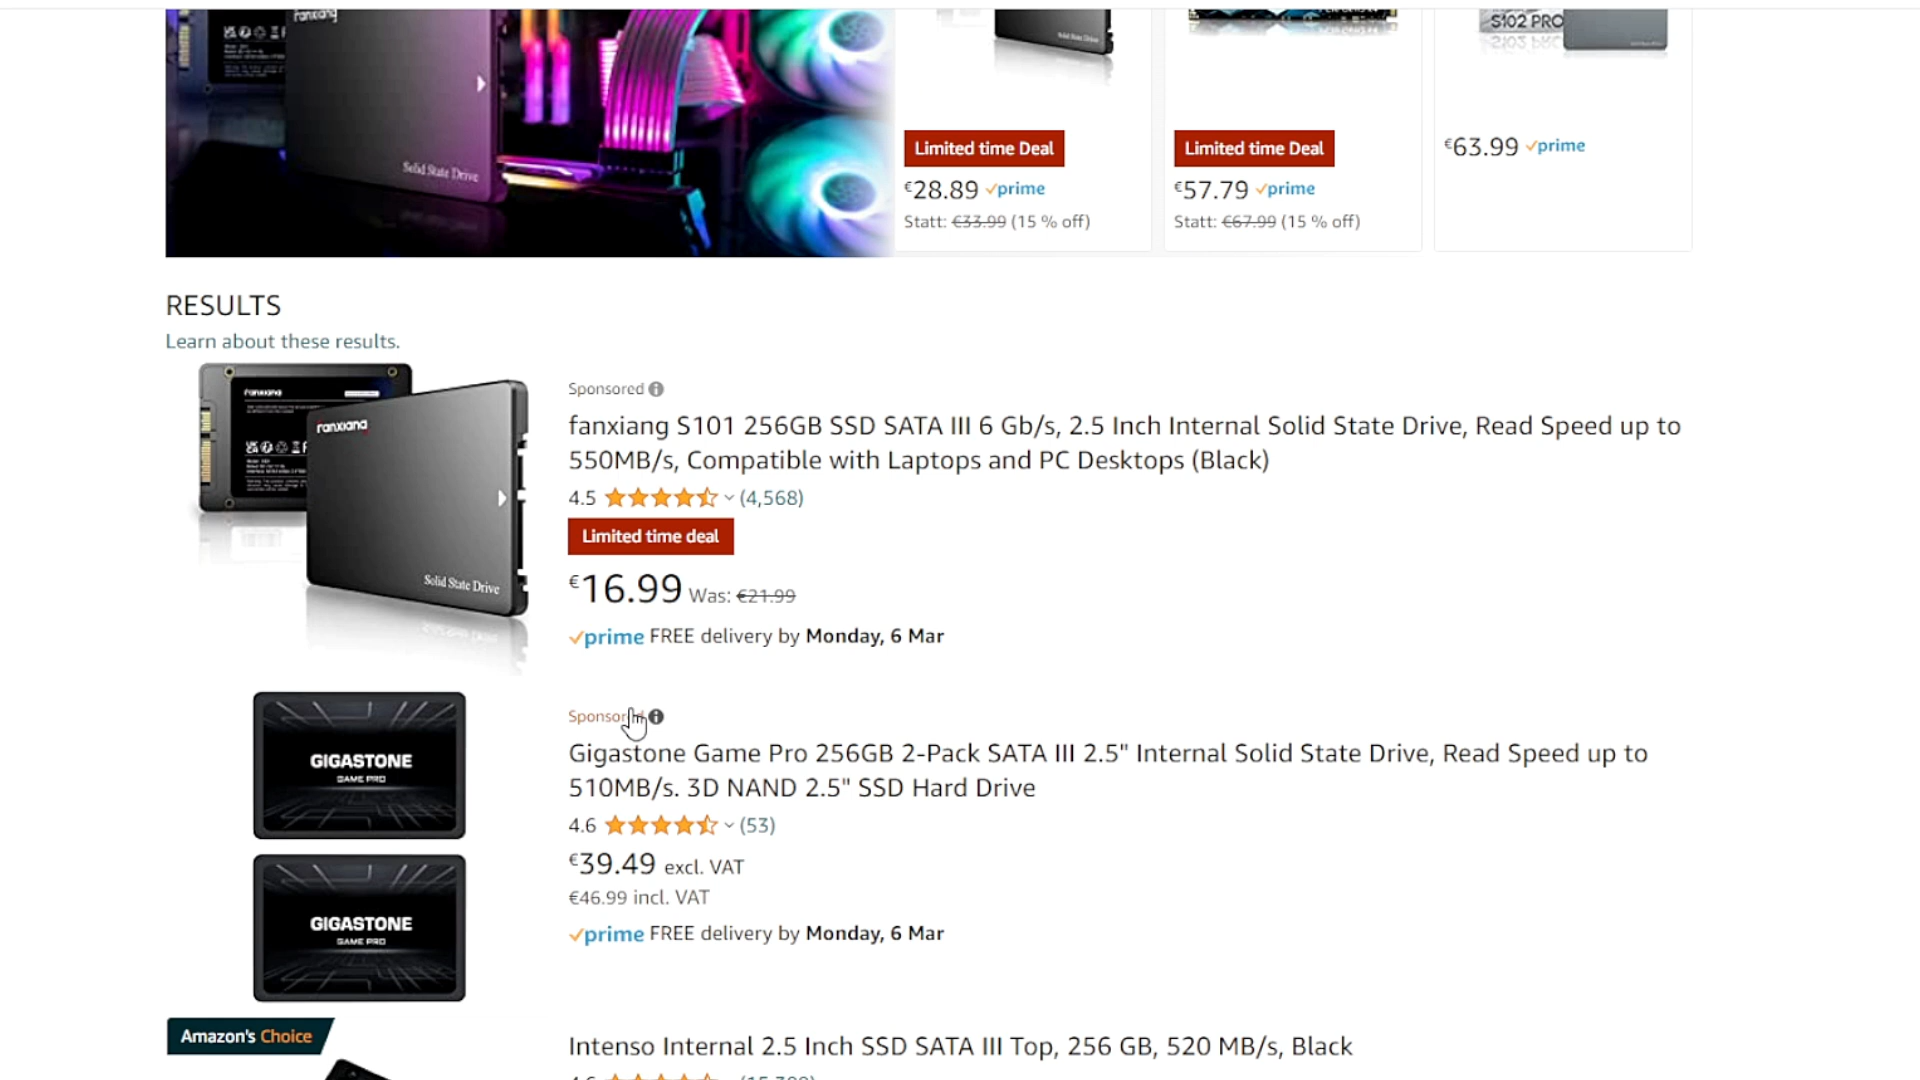 fanxiang
Solid State Drive
Solid State Drive
S102 PRO
Limited time Deal
€28.89 prime
Statt: €33.99 (15 % off)
Limited time Deal
€57.79 prime
Statt: €67.99 (15 % off)
€63.99 prime
RESULTS
Learn about these results.
fanxiang
fanxiang
Solid State Drive
Sponsored
fanxiang S101 256GB SSD SATA III 6 Gb/s, 2.5 Inch Internal Solid State Drive, Read Speed up to
550MB/s, Compatible with Laptops and PC Desktops (Black)
4.5 (4,568)
Limited time deal
€16.99 Was: €21.99
prime FREE delivery by Monday, 6 Mar
GIGASTONE
GAME PRO
GIGASTONE
GAME PRO
Sponsored
Gigastone Game Pro 256GB 2-Pack SATA III 2.5" Internal Solid State Drive, Read Speed up to
510MB/s. 3D NAND 2.5" SSD Hard Drive
4.6 (53)
€39.49 excl. VAT
€46.99 incl. VAT
prime FREE delivery by Monday, 6 Mar
Amazon's Choice
Intenso Internal 2.5 Inch SSD SATA III Top, 256 GB, 520 MB/s, Black